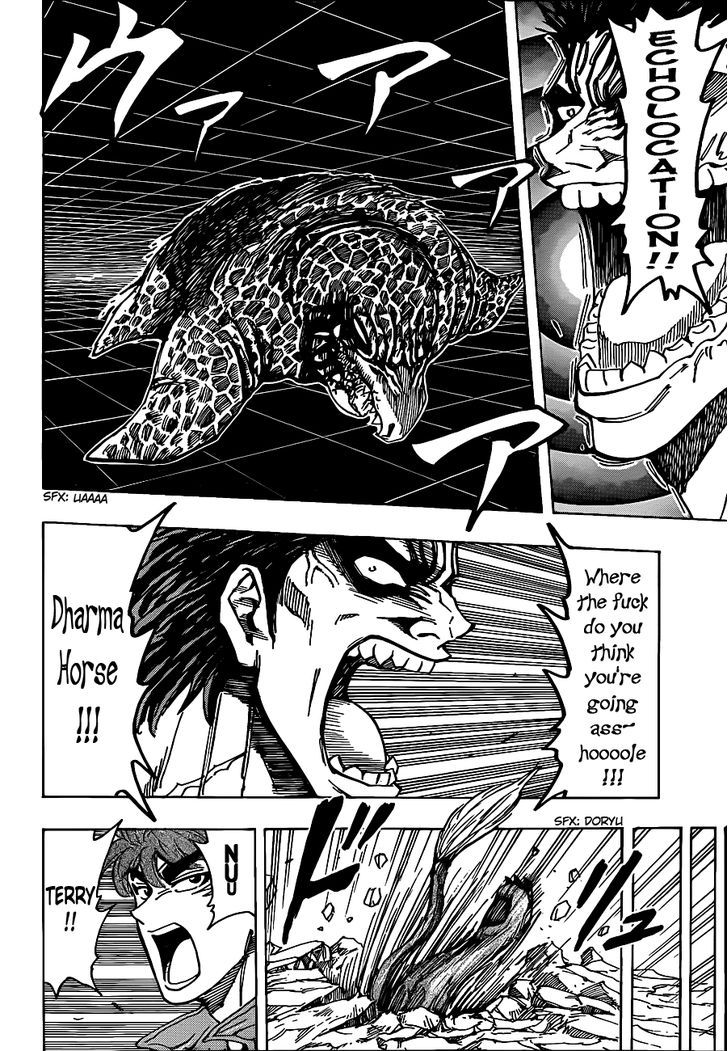 ECHOLOCATION!!
ウァアアア
SFX: UAAAA
Where
the fuck
do you
think
you're
going
ass-
hoooole
!!!
Dharma
Horse
!!!
SFX: DORYU
ドリュ
NU
TERRY
!!